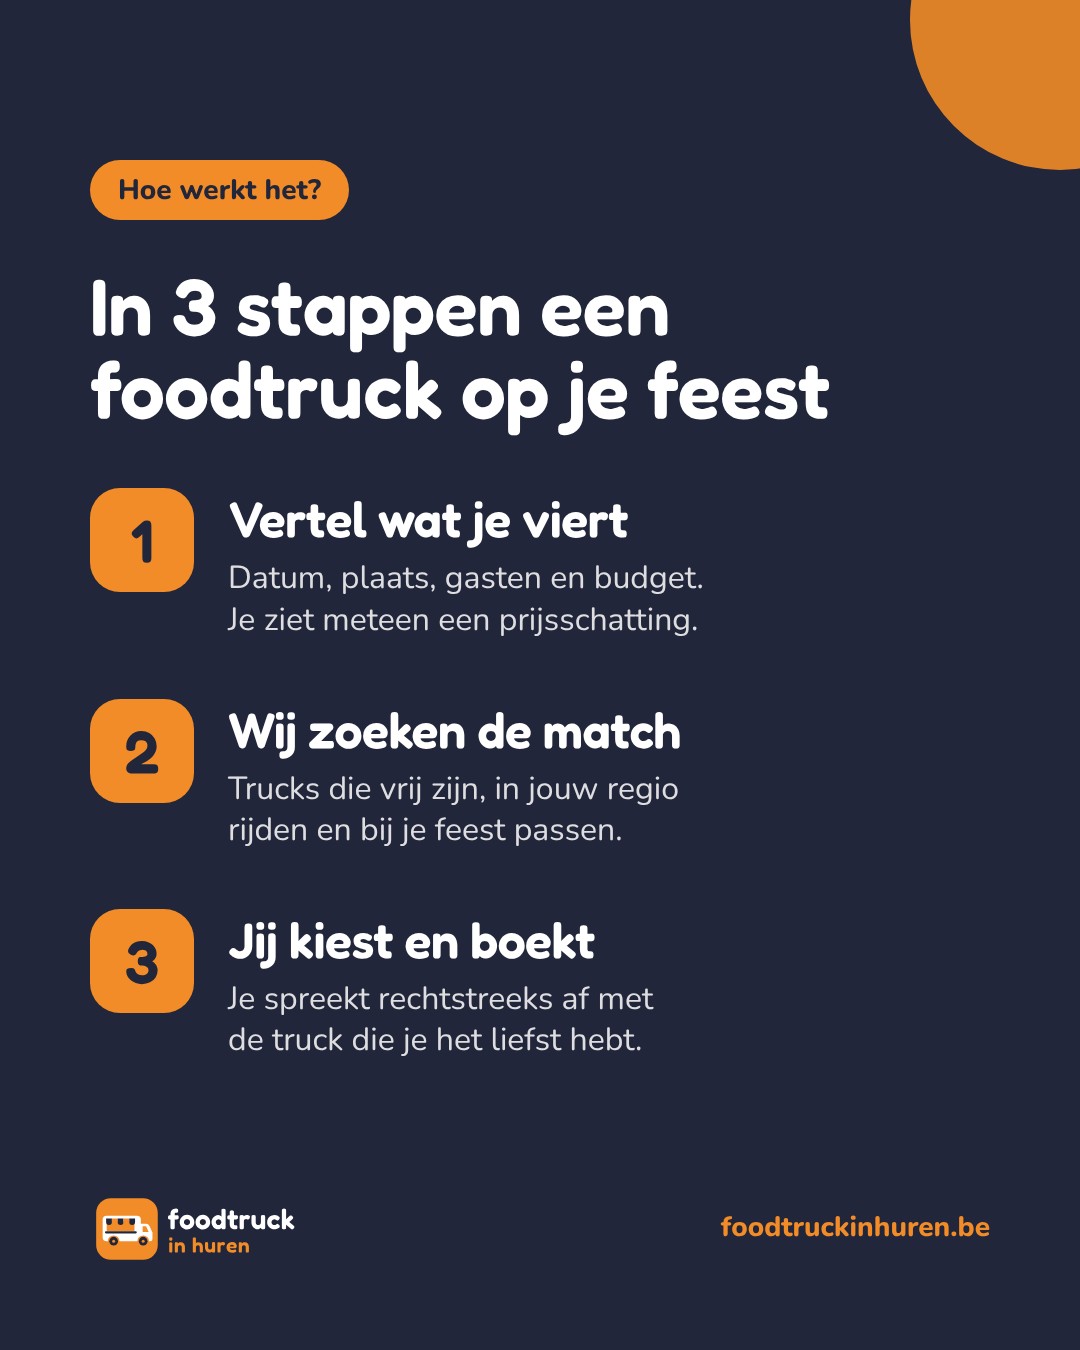 Hoe werkt het?
In 3 stappen een
foodtruck op je feest
1
Vertel wat je viert
Datum, plaats, gasten en budget.
Je ziet meteen een prijsschatting.
2
Wij zoeken de match
Trucks die vrij zijn, in jouw regio
rijden en bij je feest passen.
3
Jij kiest en boekt
Je spreekt rechtstreeks af met
de truck die je het liefst hebt.
foodtruck
in huren
foodtruckinhuren.be